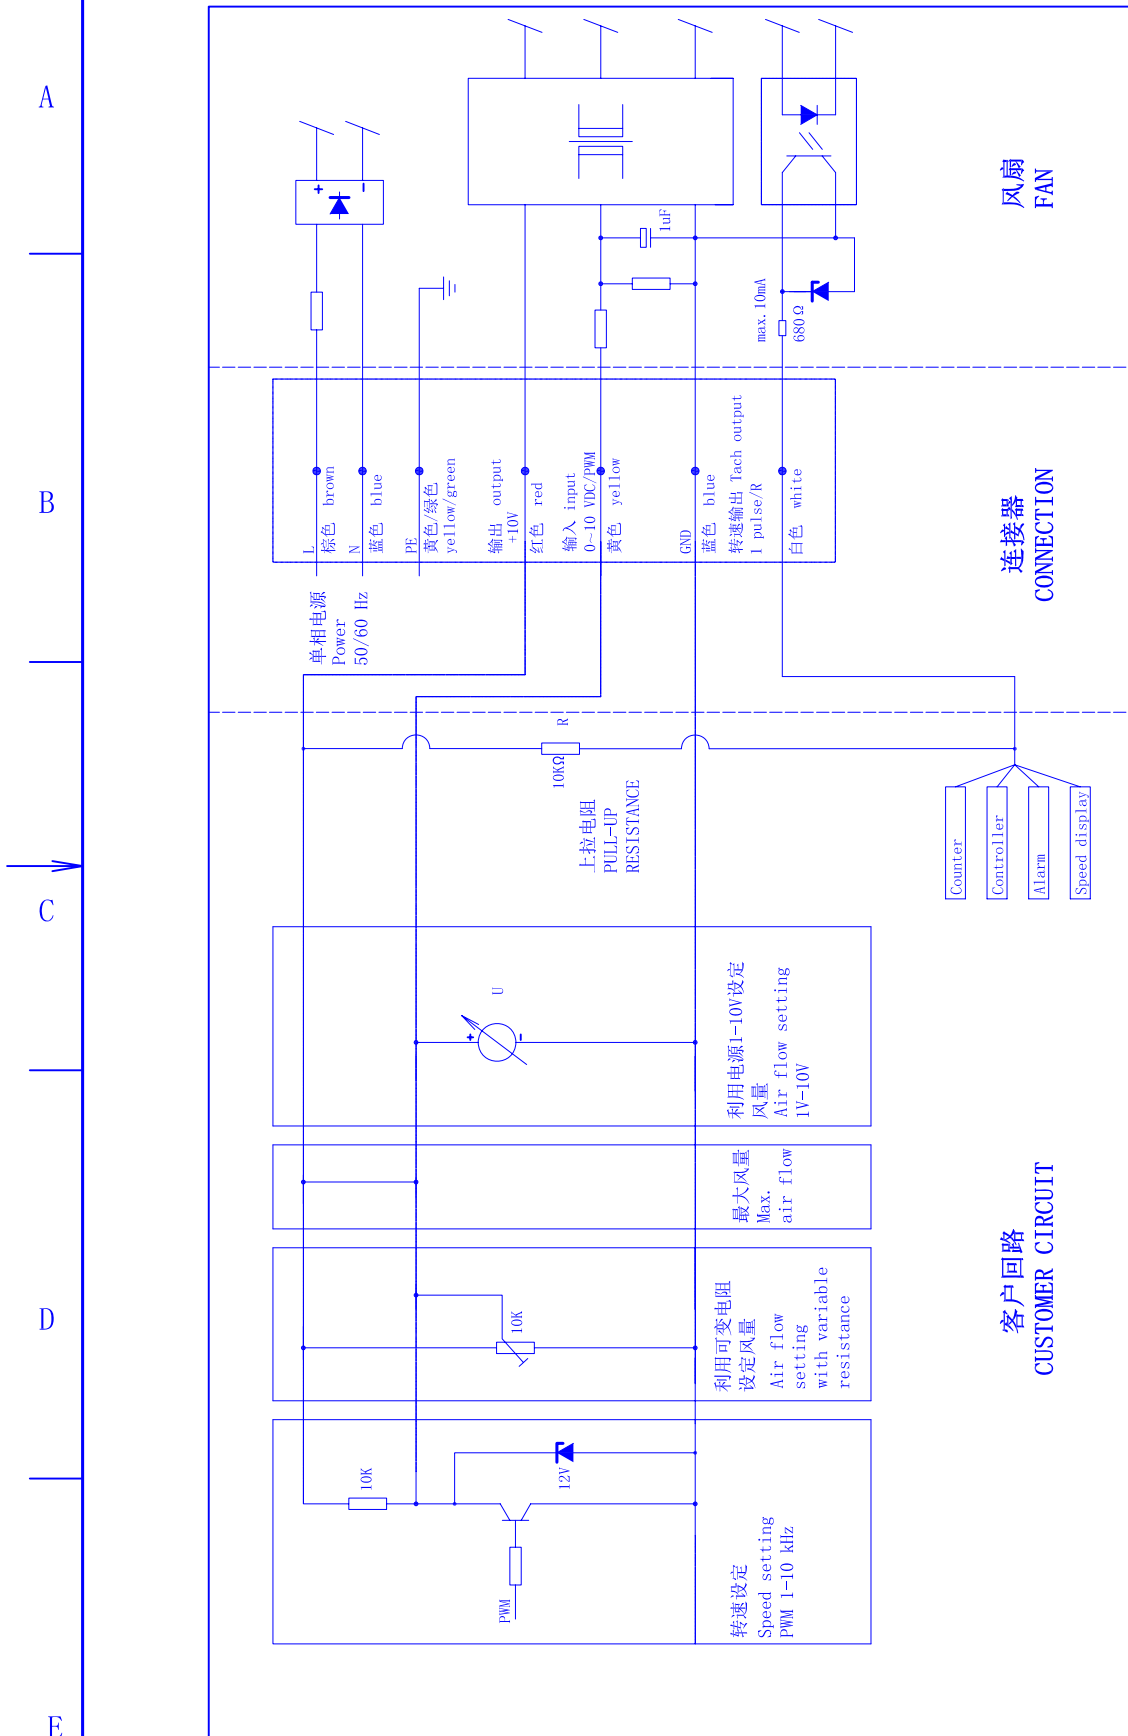 A
B
C
D
E
风扇
FAN
连接器
CONNECTION
客户回路
CUSTOMER CIRCUIT
+
−
1uF
max. 10mA
680Ω
L
棕色 brown
N
蓝色 blue
PE
黄色/绿色
yellow/green
输出 output
+10V
红色 red
输入 input
0~10 VDC/PWM
黄色 yellow
GND
蓝色 blue
转速输出 Tach output
1 pulse/R
白色 white
单相电源
Power
50/60 Hz
R
10KΩ
上拉电阻
PULL-UP
RESISTANCE
Counter
Controller
Alarm
Speed display
U
+
−
利用电源1-10V设定
风量
Air flow setting
1V-10V
最大风量
Max.
air flow
10K
利用可变电阻
设定风量
Air flow
setting
with variable
resistance
10K
12V
PWM
转速设定
Speed setting
PWM 1-10 kHz